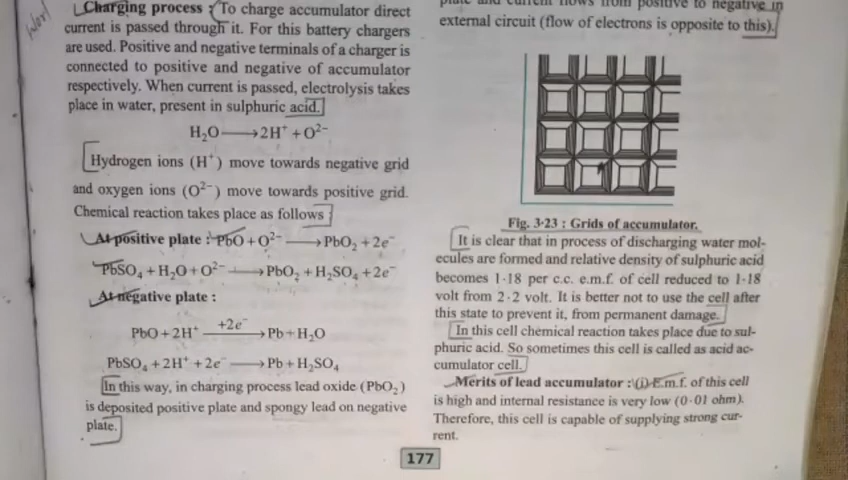 Charging process : To charge accumulator direct
current is passed through it. For this battery chargers
are used. Positive and negative terminals of a charger is
connected to positive and negative of accumulator
respectively. When current is passed, electrolysis takes
place in water, present in sulphuric acid.
H₂O ⟶ 2H⁺ + O²⁻
Hydrogen ions (H⁺) move towards negative grid
and oxygen ions (O²⁻) move towards positive grid.
Chemical reaction takes place as follows
At positive plate : PbO + O²⁻ ⟶ PbO₂ + 2e⁻
PbSO₄ + H₂O + O²⁻ ⟶ PbO₂ + H₂SO₄ + 2e⁻
At negative plate :
PbO + 2H⁺ +2e⁻⟶ Pb + H₂O
PbSO₄ + 2H⁺ + 2e⁻ ⟶ Pb + H₂SO₄
In this way, in charging process lead oxide (PbO₂)
is deposited positive plate and spongy lead on negative
plate.
plate and current flows from positive to negative in
external circuit (flow of electrons is opposite to this).
Fig. 3·23 : Grids of accumulator.
It is clear that in process of discharging water mol-
ecules are formed and relative density of sulphuric acid
becomes 1·18 per c.c. e.m.f. of cell reduced to 1·18
volt from 2·2 volt. It is better not to use the cell after
this state to prevent it, from permanent damage.
In this cell chemical reaction take place due to sul-
phuric acid. So sometimes this cell is called as acid ac-
cumulator cell.
Merits of lead accumulator : (i) E.m.f. of this cell
is high and internal resistance is very low (0·01 ohm).
Therefore, this cell is capable of supplying strong cur-
rent.
177